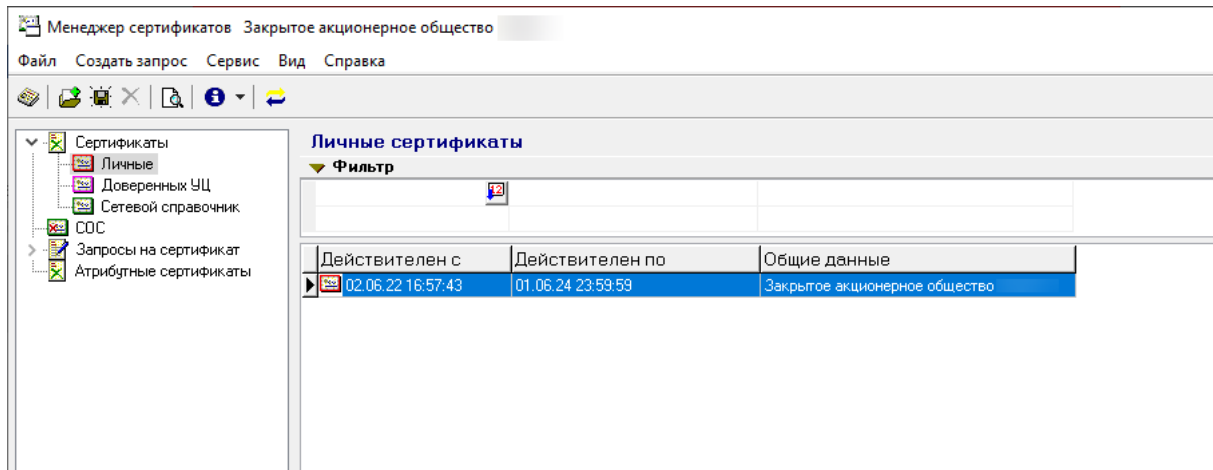 Менеджер сертификатов Закрытое акционерное общество
Файл Создать запрос Сервис Вид Справка
Сертификаты
Личные
Доверенных УЦ
Сетевой справочник
СОС
Запросы на сертификат
Атрибутные сертификаты
Личные сертификаты
Фильтр
12
Действителен с Действителен по Общие данные
02.06.22 16:57:43 01.06.24 23:59:59 Закрытое акционерное общество